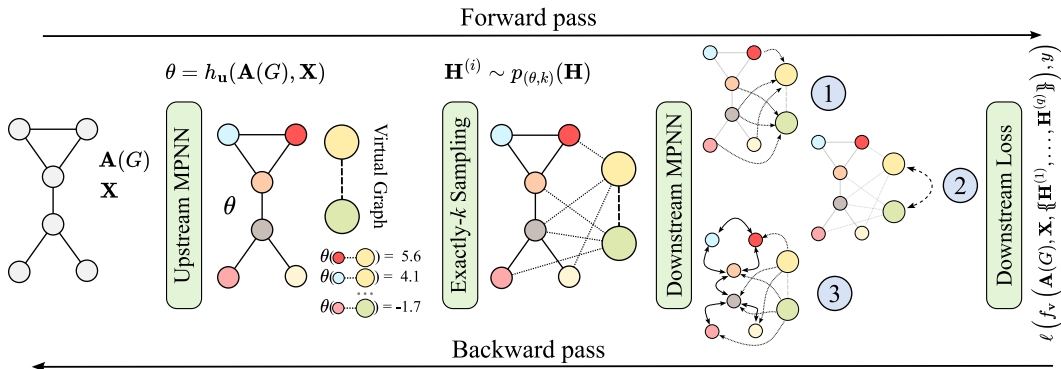 Forward pass
A(G)
X
Upstream MPNN
θ = h_u(A(G), X)
θ
Virtual Graph
θ( ) = 5.6
θ( ) = 4.1
...
θ( ) = -1.7
Exactly-k Sampling
H^(i) ∼ p_(θ,k)(H)
Downstream MPNN
1
2
3
Downstream Loss
ℓ ( f_v ( A(G), X, {{H^(1), ..., H^(q)}} ), y )
Backward pass